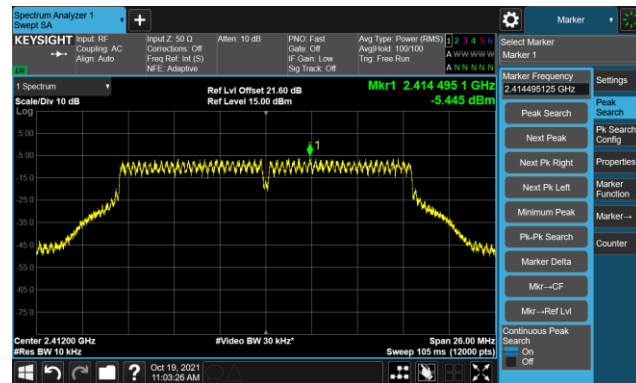 Spectrum Analyzer 1
Swept SA
Marker
KEYSIGHT
Input: RF
Coupling: AC
Align: Auto
Input Z: 50 Ω
Corrections: Off
Freq Ref: Int (S)
NFE: Adaptive
Atten: 10 dB
PNO: Fast
Gate: Off
IF Gain: Low
Sig Track: Off
Avg Type: Power (RMS)
Avg|Hold: 100/100
Trig: Free Run
1 2 3 4 5 6
A W W W W W
A N N N N N
LW
Select Marker
Marker 1
1 Spectrum
Scale/Div 10 dB
Log
Ref Lvl Offset 21.60 dB
Ref Level 15.00 dBm
Mkr1 2.414 495 1 GHz
-5.445 dBm
5.00
-5.00
-15.0
-25.0
-35.0
-45.0
-55.0
-65.0
-75.0
1
Center 2.41200 GHz
#Res BW 10 kHz
#Video BW 30 kHz*
Span 26.00 MHz
Sweep 105 ms (12000 pts)
Marker Frequency
2.414495125 GHz
Peak Search
Next Peak
Next Pk Right
Next Pk Left
Minimum Peak
Pk-Pk Search
Marker Delta
Mkr→CF
Mkr→Ref Lvl
Continuous Peak
Search
On
Off
Settings
Peak
Search
Pk Search
Config
Properties
Marker
Function
Marker→
Counter
Oct 19, 2021
11:03:26 AM